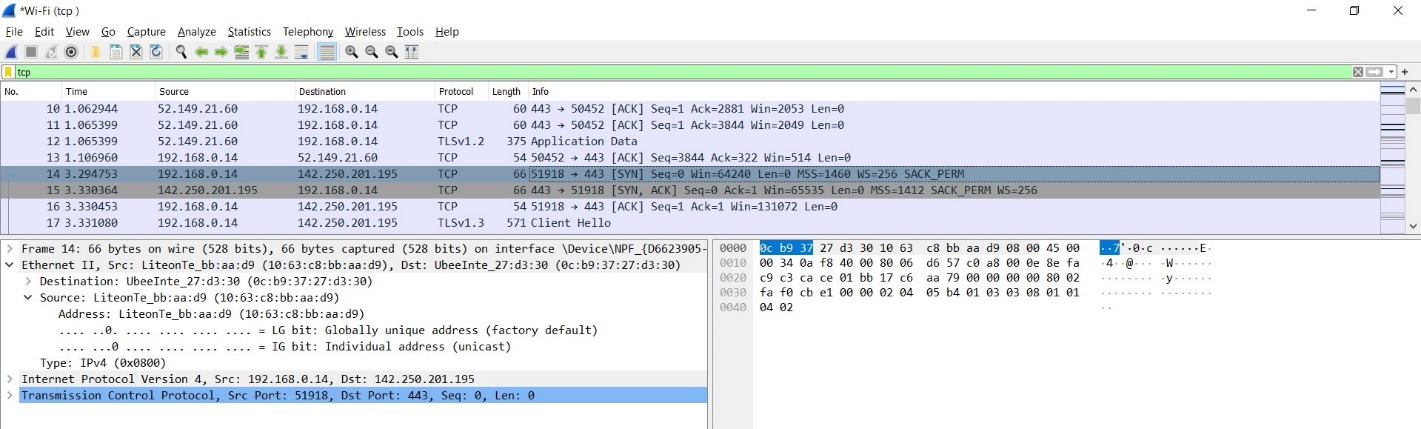 *Wi-Fi (tcp )
File Edit View Go Capture Analyze Statistics Telephony Wireless Tools Help
tcp
No. Time Source Destination Protocol Length Info
10 1.062944 52.149.21.60 192.168.0.14 TCP 60 443 → 50452 [ACK] Seq=1 Ack=2881 Win=2053 Len=0
11 1.065399 52.149.21.60 192.168.0.14 TCP 60 443 → 50452 [ACK] Seq=1 Ack=3844 Win=2049 Len=0
12 1.065399 52.149.21.60 192.168.0.14 TLSv1.2 375 Application Data
13 1.106960 192.168.0.14 52.149.21.60 TCP 54 50452 → 443 [ACK] Seq=3844 Ack=322 Win=514 Len=0
14 3.294753 192.168.0.14 142.250.201.195 TCP 66 51918 → 443 [SYN] Seq=0 Win=64240 Len=0 MSS=1460 WS=256 SACK_PERM
15 3.330364 142.250.201.195 192.168.0.14 TCP 66 443 → 51918 [SYN, ACK] Seq=0 Ack=1 Win=65535 Len=0 MSS=1412 SACK_PERM WS=256
16 3.330453 192.168.0.14 142.250.201.195 TCP 54 51918 → 443 [ACK] Seq=1 Ack=1 Win=131072 Len=0
17 3.331080 192.168.0.14 142.250.201.195 TLSv1.3 571 Client Hello
Frame 14: 66 bytes on wire (528 bits), 66 bytes captured (528 bits) on interface \Device\NPF_{D6623905-
Ethernet II, Src: LiteonTe_bb:aa:d9 (10:63:c8:bb:aa:d9), Dst: UbeeInte_27:d3:30 (0c:b9:37:27:d3:30)
Destination: UbeeInte_27:d3:30 (0c:b9:37:27:d3:30)
Source: LiteonTe_bb:aa:d9 (10:63:c8:bb:aa:d9)
Address: LiteonTe_bb:aa:d9 (10:63:c8:bb:aa:d9)
.... ..0. .... .... .... .... = LG bit: Globally unique address (factory default)
.... ...0 .... .... .... .... = IG bit: Individual address (unicast)
Type: IPv4 (0x0800)
Internet Protocol Version 4, Src: 192.168.0.14, Dst: 142.250.201.195
Transmission Control Protocol, Src Port: 51918, Dst Port: 443, Seq: 0, Len: 0
0000 0c b9 37 27 d3 30 10 63 c8 bb aa d9 08 00 45 00 ··7'·0·c ······E·
0010 00 34 0a f8 40 00 80 06 d6 57 c0 a8 00 0e 8e fa ·4··@··· ·W······
0020 c9 c3 ca ce 01 bb 17 c6 aa 79 00 00 00 00 80 02 ········ ·y······
0030 fa f0 cb e1 00 00 02 04 05 b4 01 03 03 08 01 01 ········ ········
0040 04 02 ··